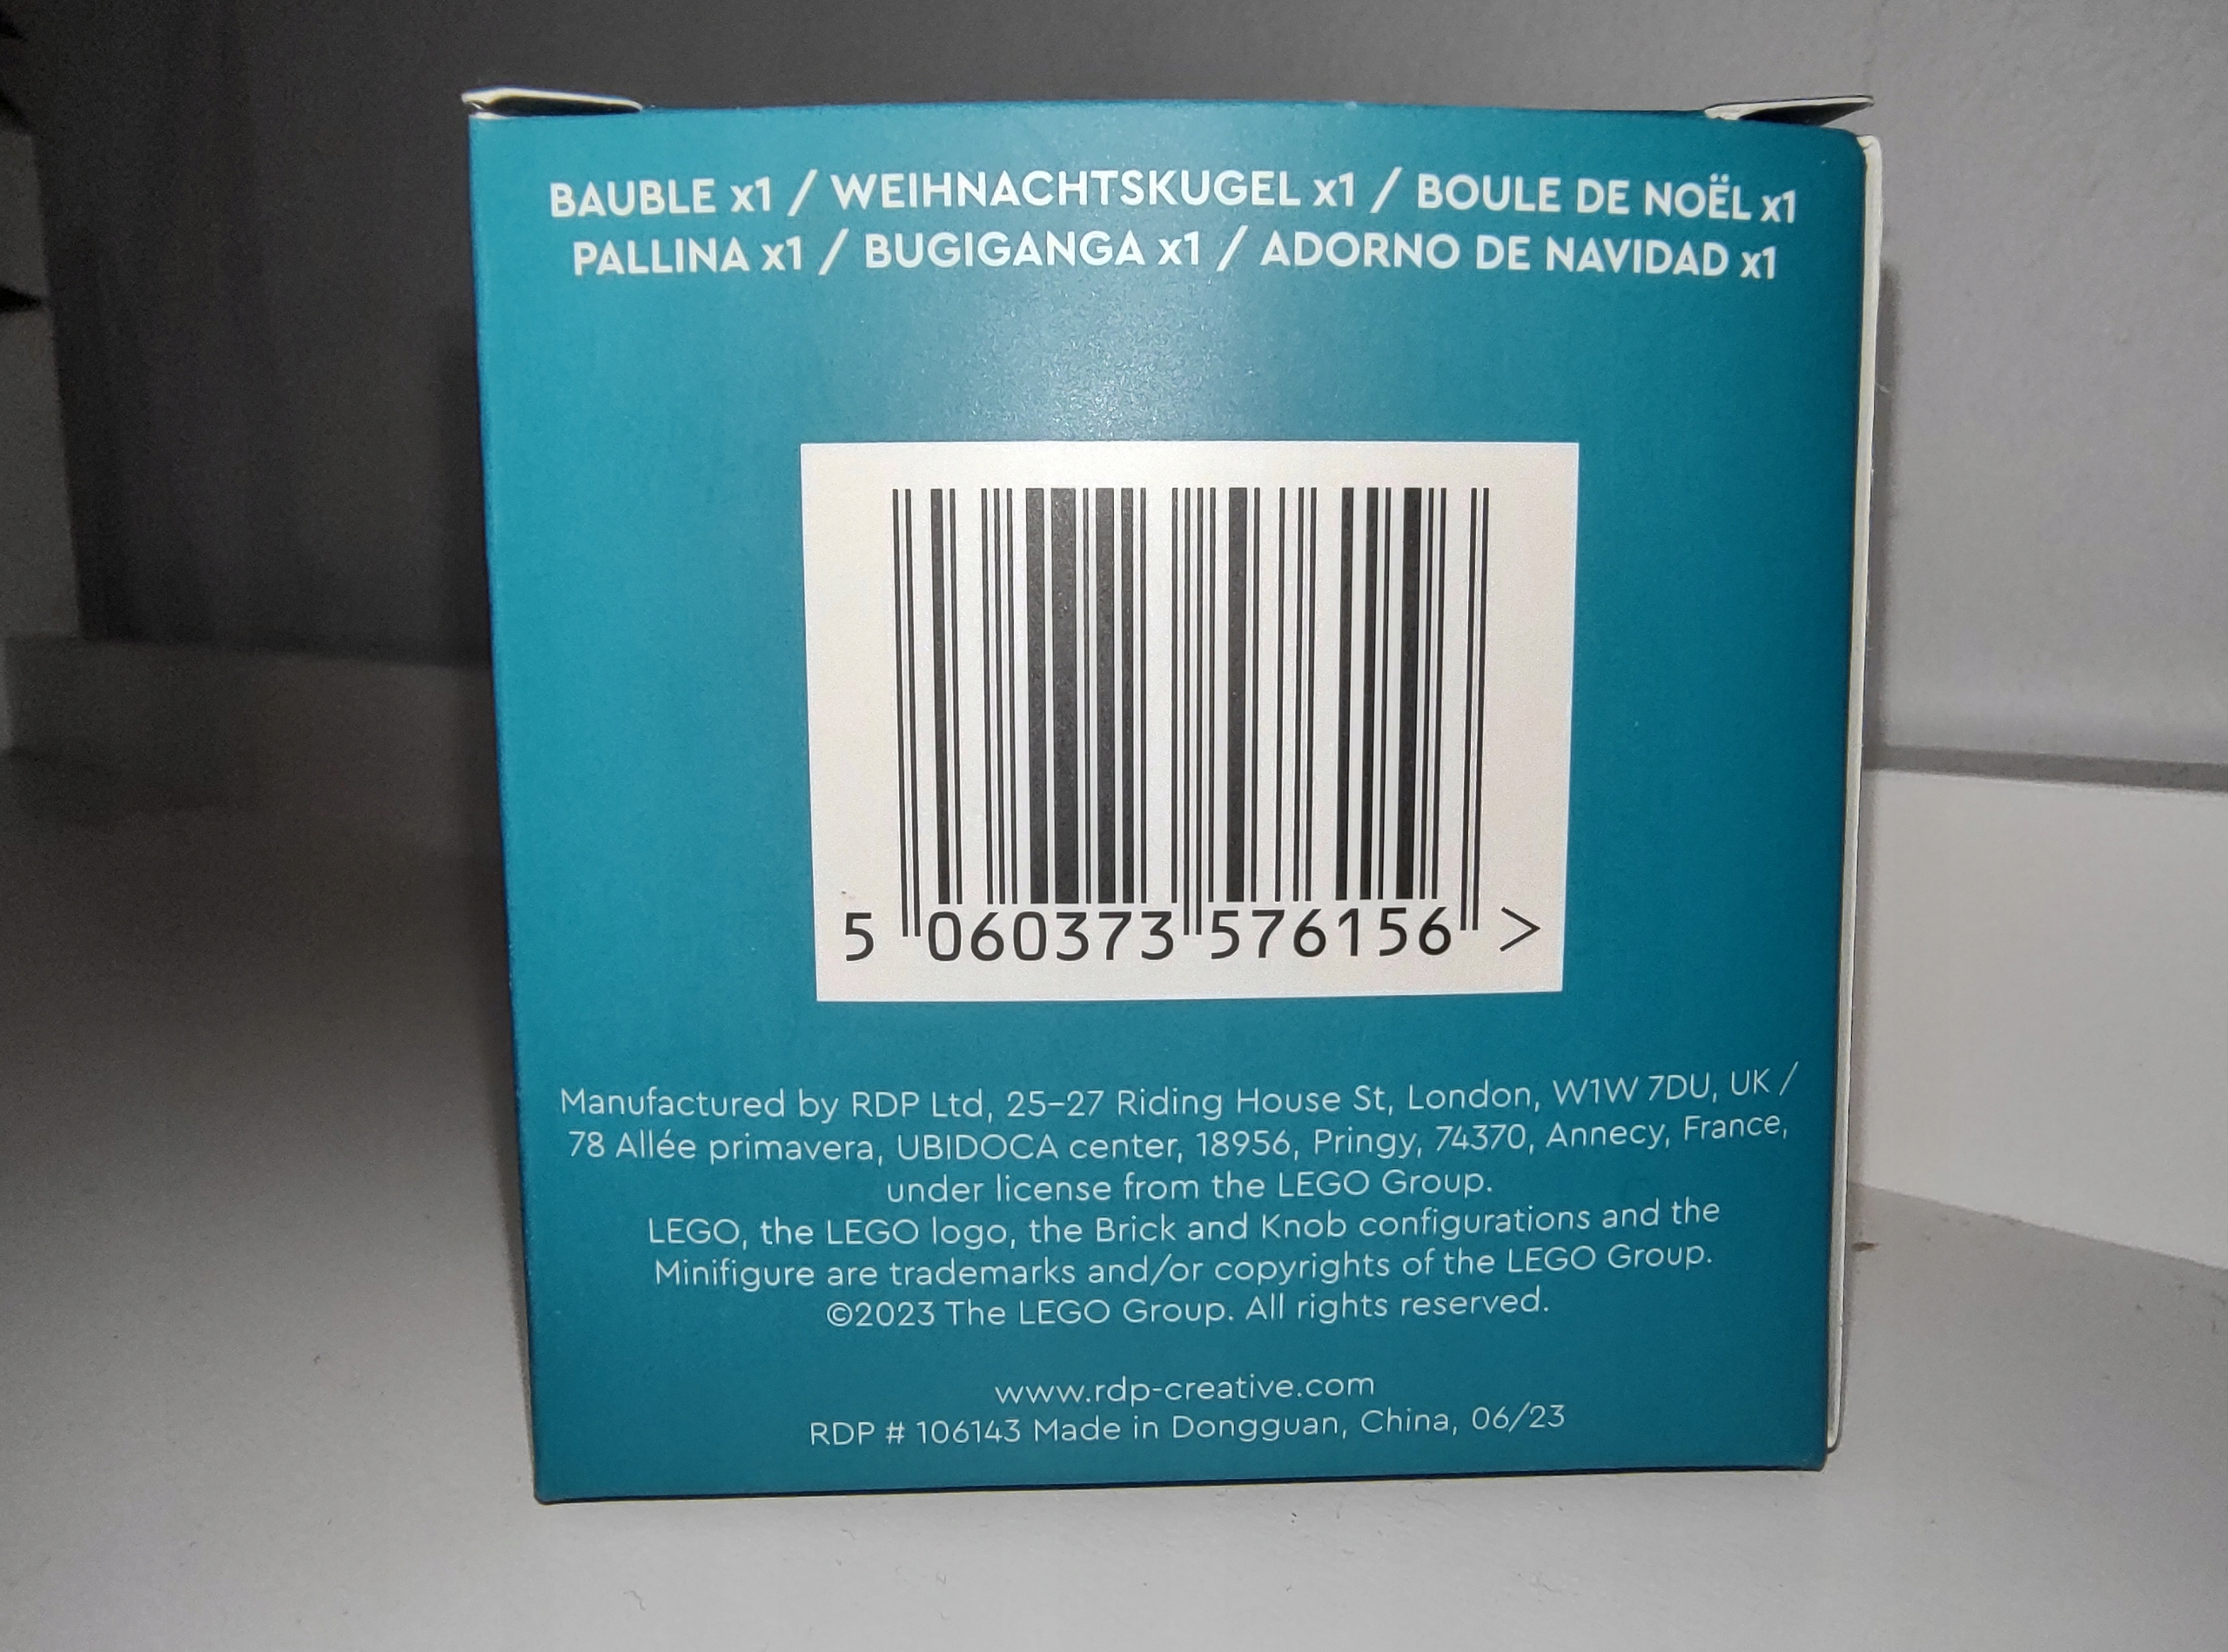 BAUBLE x1 / WEIHNACHTSKUGEL x1 / BOULE DE NOËL x1
PALLINA x1 / BUGIGANGA x1 / ADORNO DE NAVIDAD x1
5 060373 576156 >
Manufactured by RDP Ltd, 25-27 Riding House St, London, W1W 7DU, UK /
78 Allée primavera, UBIDOCA center, 18956, Pringy, 74370, Annecy, France,
under license from the LEGO Group.
LEGO, the LEGO logo, the Brick and Knob configurations and the
Minifigure are trademarks and/or copyrights of the LEGO Group.
©2023 The LEGO Group. All rights reserved.
www.rdp-creative.com
RDP # 106143 Made in Dongguan, China, 06/23